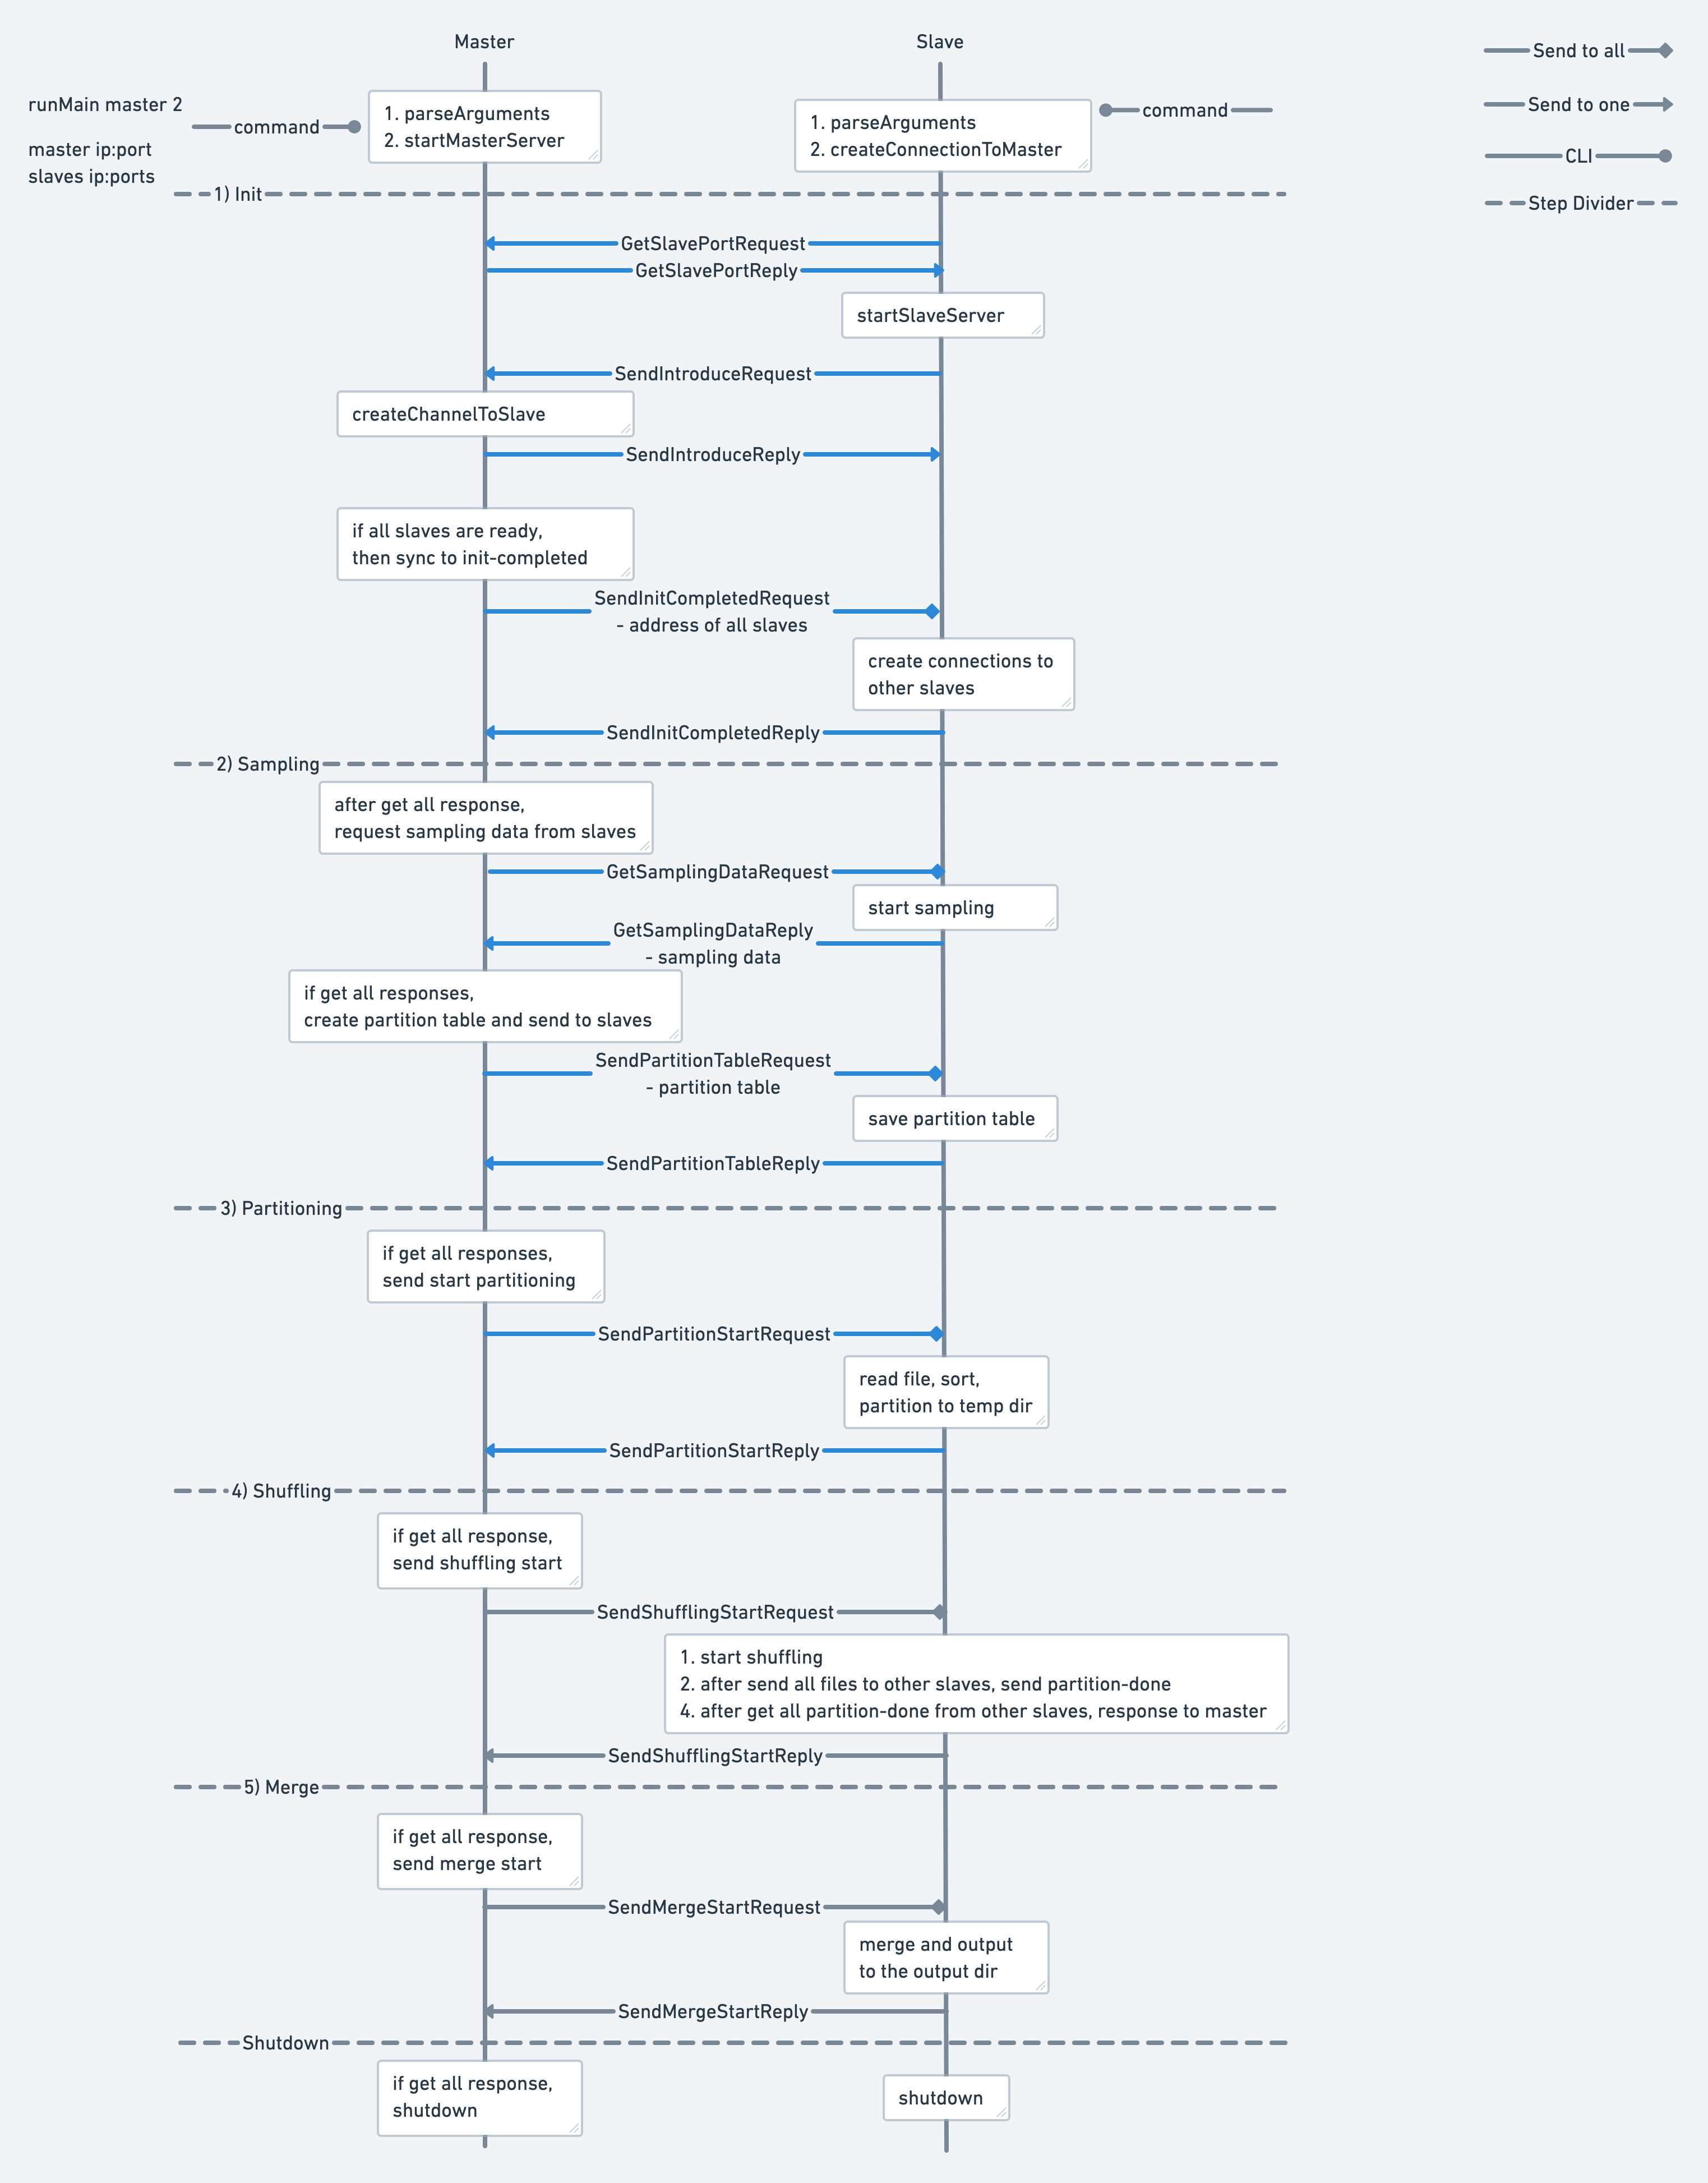 Master
Slave
Send to all
runMain master 2
command
1. parseArguments
2. startMasterServer
1. parseArguments
2. createConnectionToMaster
command
Send to one
master ip:port
slaves ip:ports
CLI
1) Init
Step Divider
GetSlavePortRequest
GetSlavePortReply
startSlaveServer
SendIntroduceRequest
createChannelToSlave
SendIntroduceReply
if all slaves are ready,
then sync to init-completed
SendInitCompletedRequest
- address of all slaves
create connections to
other slaves
SendInitCompletedReply
2) Sampling
after get all response,
request sampling data from slaves
GetSamplingDataRequest
start sampling
GetSamplingDataReply
- sampling data
if get all responses,
create partition table and send to slaves
SendPartitionTableRequest
- partition table
save partition table
SendPartitionTableReply
3) Partitioning
if get all responses,
send start partitioning
SendPartitionStartRequest
read file, sort,
partition to temp dir
SendPartitionStartReply
4) Shuffling
if get all response,
send shuffling start
SendShufflingStartRequest
1. start shuffling
2. after send all files to other slaves, send partition-done
4. after get all partition-done from other slaves, response to master
SendShufflingStartReply
5) Merge
if get all response,
send merge start
SendMergeStartRequest
merge and output
to the output dir
SendMergeStartReply
Shutdown
if get all response,
shutdown
shutdown